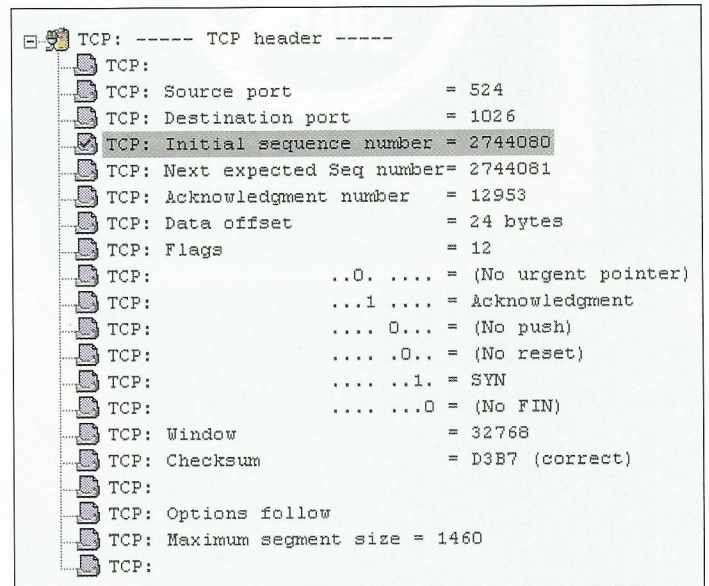 TCP: ----- TCP header -----
TCP:
TCP: Source port = 524
TCP: Destination port = 1026
TCP: Initial sequence number = 2744080
TCP: Next expected Seq number= 2744081
TCP: Acknowledgment number = 12953
TCP: Data offset = 24 bytes
TCP: Flags = 12
TCP: ..0. .... = (No urgent pointer)
TCP: ...1 .... = Acknowledgment
TCP: .... 0... = (No push)
TCP: .... .0.. = (No reset)
TCP: .... ..1. = SYN
TCP: .... ...0 = (No FIN)
TCP: Window = 32768
TCP: Checksum = D3B7 (correct)
TCP:
TCP: Options follow
TCP: Maximum segment size = 1460
TCP: